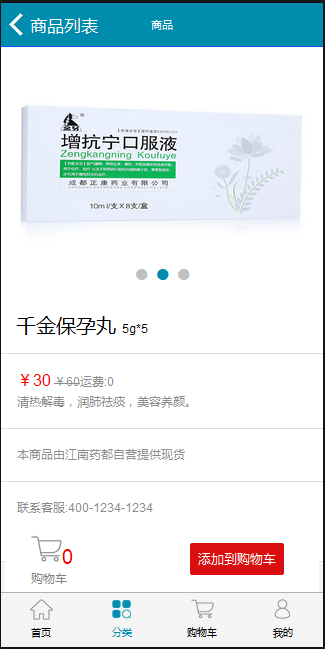 商品列表 商品
增抗宁口服液
Zengkangning Koufuye
成都正康药业有限公司
10ml/支X8支/盒
千金保孕丸 5g*5
￥30 ￥60运费:0
清热解毒，润肺祛痰，美容养颜。
本商品由江南药都自营提供现货
联系客服:400-1234-1234
0
购物车
添加到购物车
首页 分类 购物车 我的